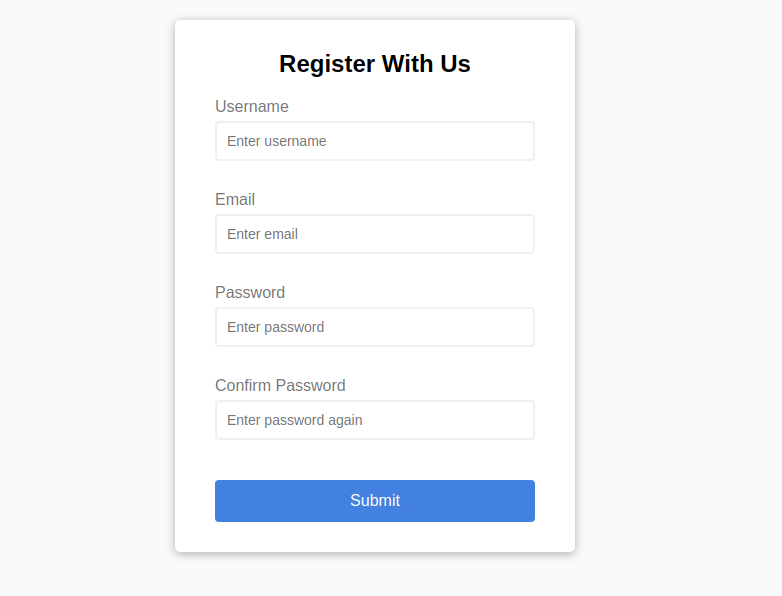 Register With Us
Username
Enter username
Email
Enter email
Password
Enter password
Confirm Password
Enter password again
Submit